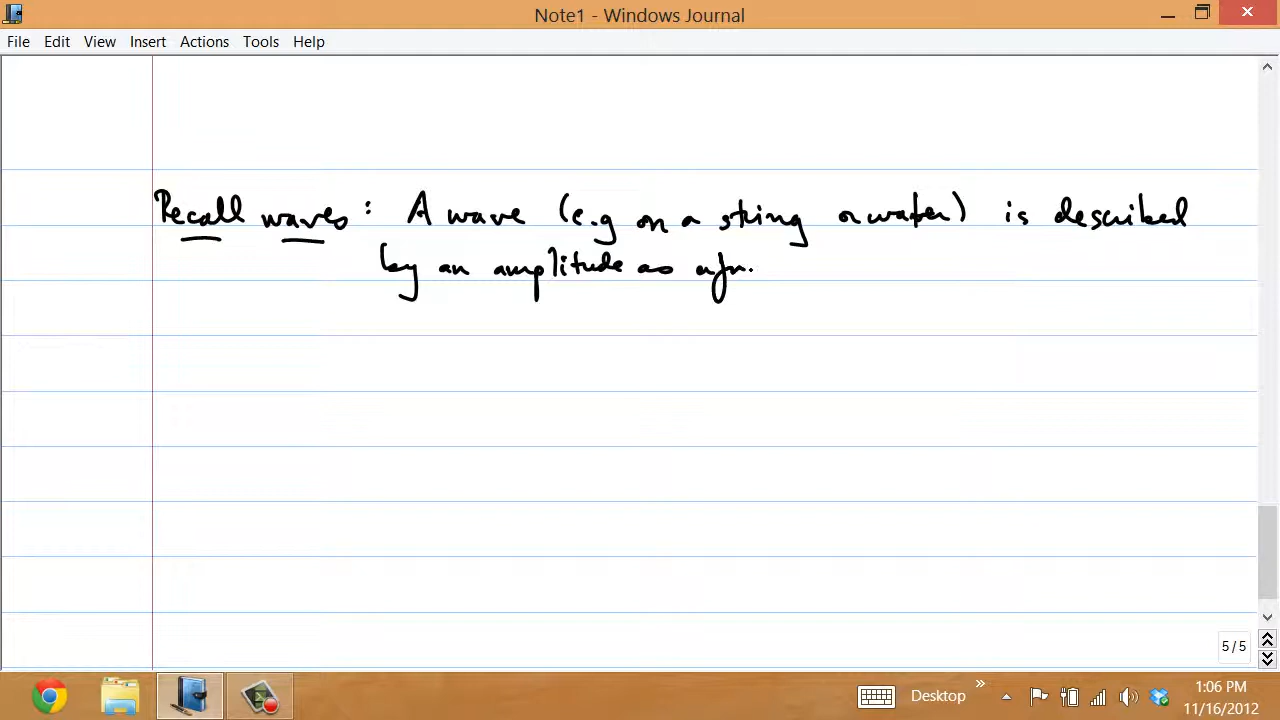 Note1 - Windows Journal
File Edit View Insert Actions Tools Help
Recall waves: A wave (e.g on a string or water) is described
by an amplitude as a fn.
5 / 5
Desktop
1:06 PM
11/16/2012